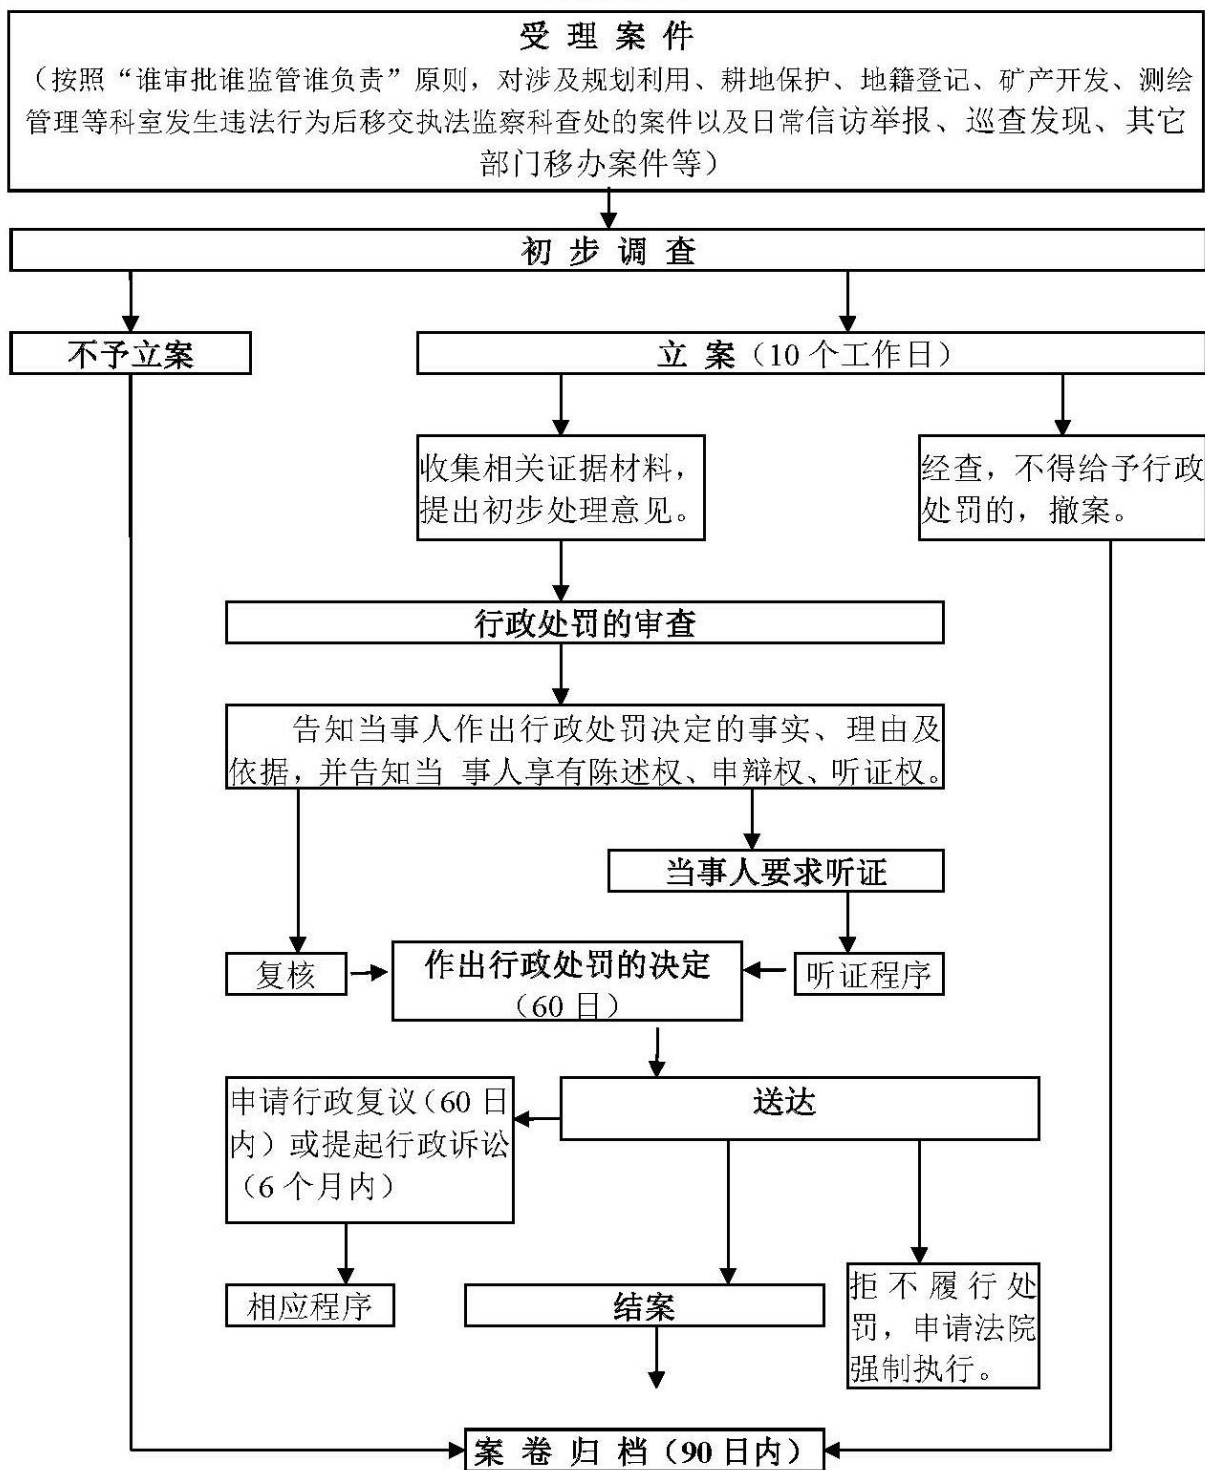 受理案件
（按照“谁审批谁监管谁负责”原则，对涉及规划利用、耕地保护、地籍登记、矿产开发、测绘
管理等科室发生违法行为后移交执法监察科查处的案件以及日常信访举报、巡查发现、其它
部门移办案件等）
初步调查
不予立案
立案（10个工作日）
收集相关证据材料，
提出初步处理意见。
经查，不得给予行政
处罚的，撤案。
行政处罚的审查
告知当事人作出行政处罚决定的事实、理由及
依据，并告知当 事人享有陈述权、申辩权、听证权。
当事人要求听证
复核
作出行政处罚的决定
（60日）
听证程序
申请行政复议（60日
内）或提起行政诉讼
（6个月内）
送达
相应程序
结案
拒不履行处
罚，申请法院
强制执行。
案卷归档（90日内）